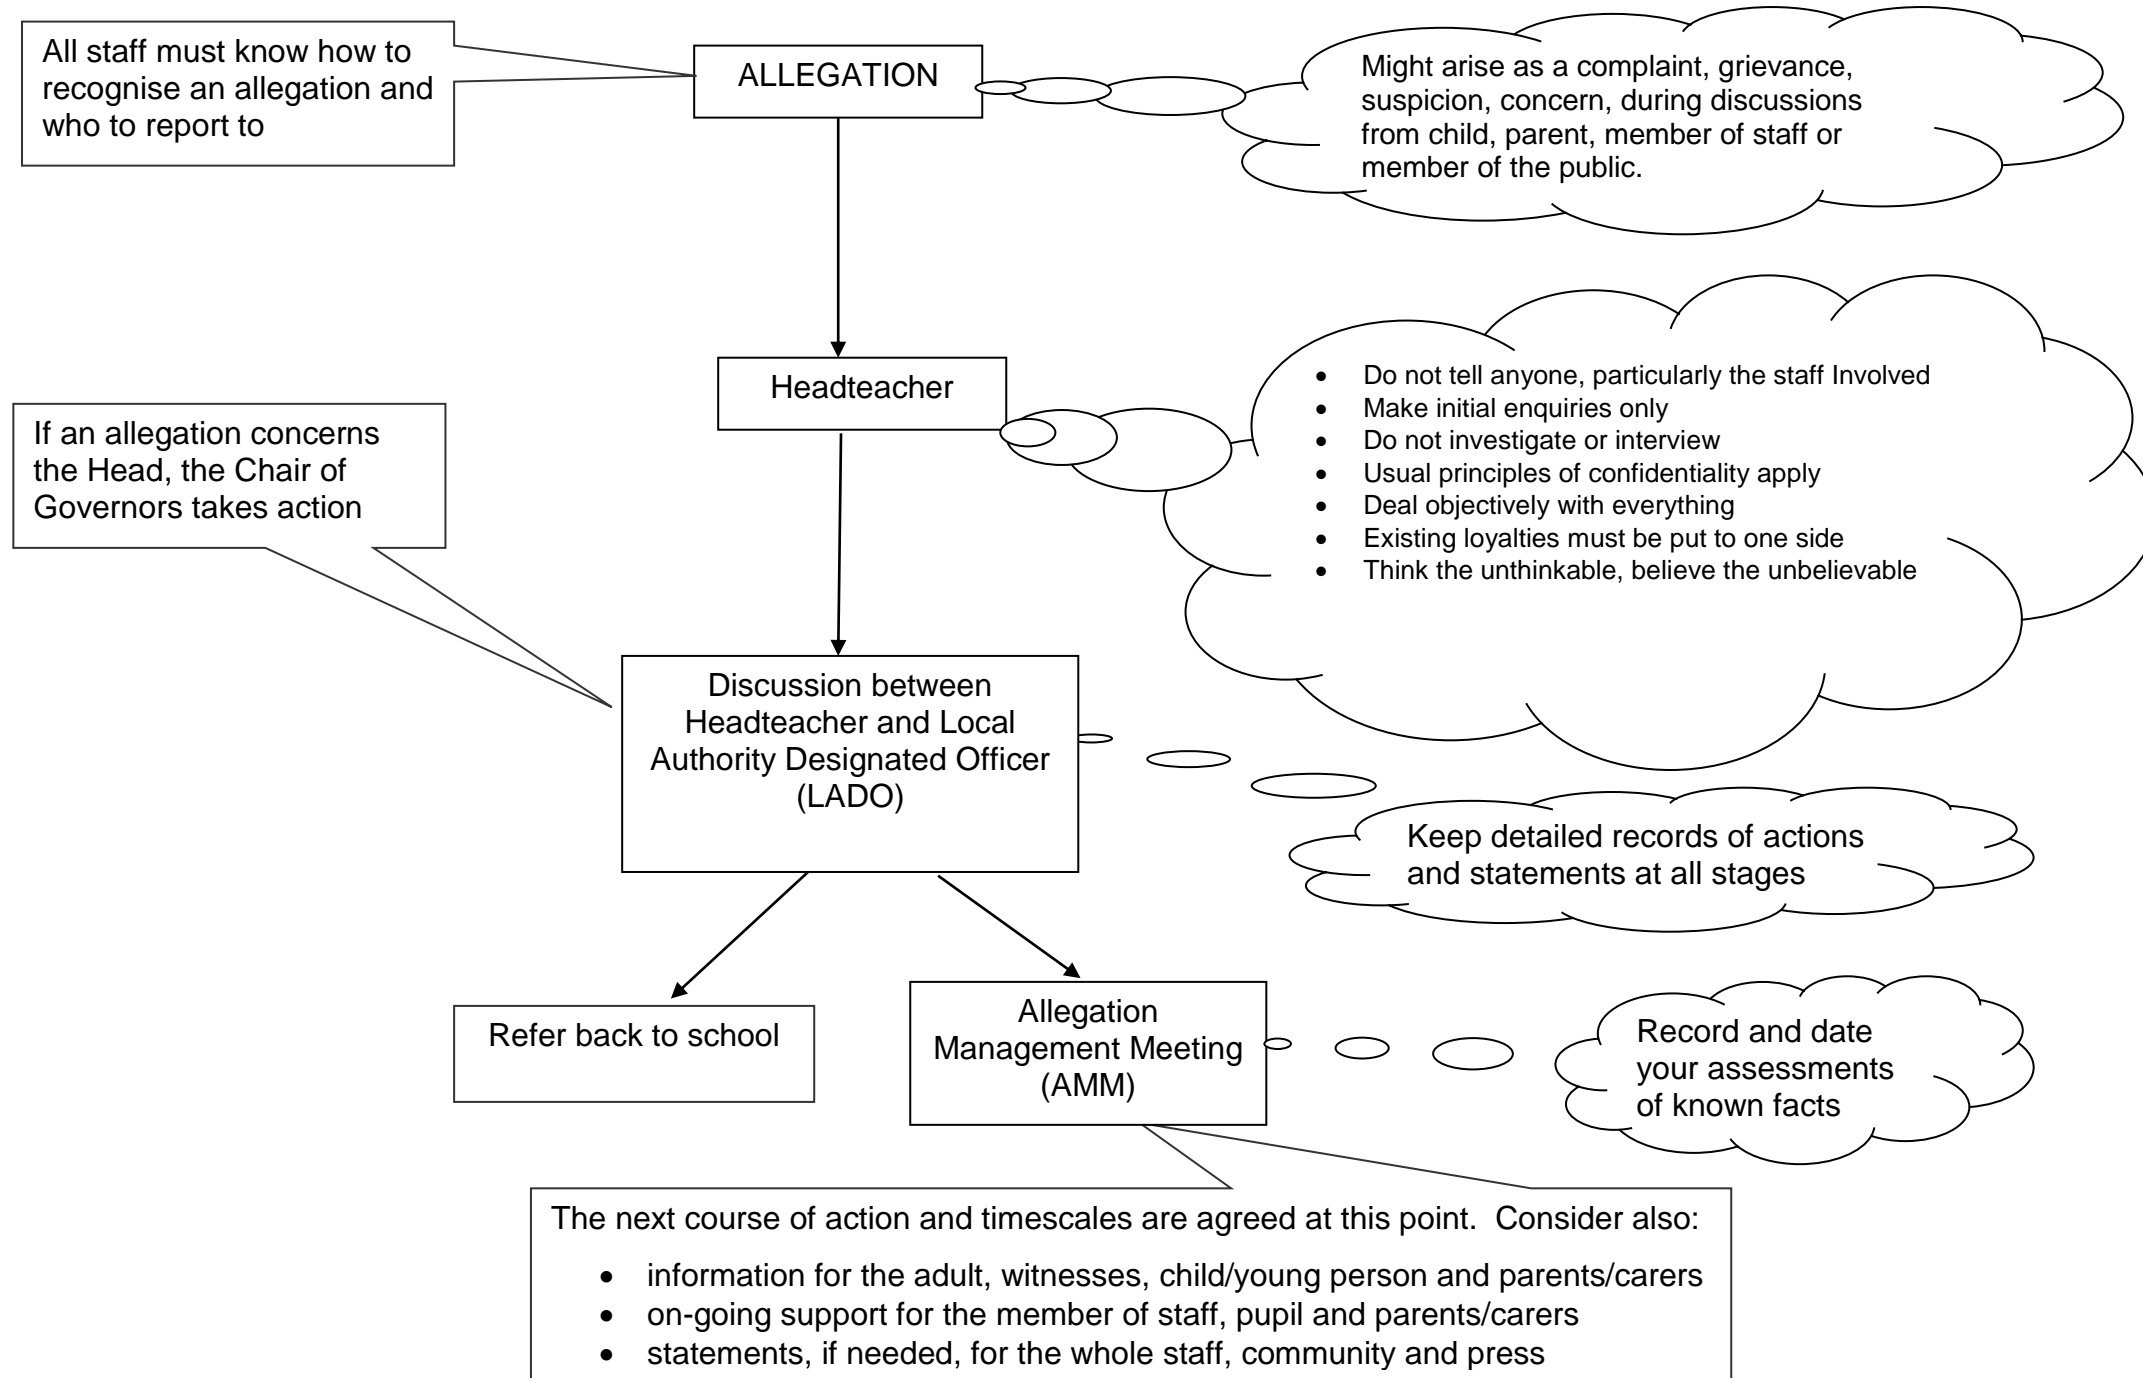 All staff must know how to
recognise an allegation and
who to report to
ALLEGATION
Might arise as a complaint, grievance,
suspicion, concern, during discussions
from child, parent, member of staff or
member of the public.
Headteacher
• Do not tell anyone, particularly the staff Involved
• Make initial enquiries only
• Do not investigate or interview
• Usual principles of confidentiality apply
• Deal objectively with everything
• Existing loyalties must be put to one side
• Think the unthinkable, believe the unbelievable
If an allegation concerns
the Head, the Chair of
Governors takes action
Discussion between
Headteacher and Local
Authority Designated Officer
(LADO)
Keep detailed records of actions
and statements at all stages
Refer back to school
Allegation
Management Meeting
(AMM)
Record and date
your assessments
of known facts
The next course of action and timescales are agreed at this point.  Consider also:
• information for the adult, witnesses, child/young person and parents/carers
• on-going support for the member of staff, pupil and parents/carers
• statements, if needed, for the whole staff, community and press